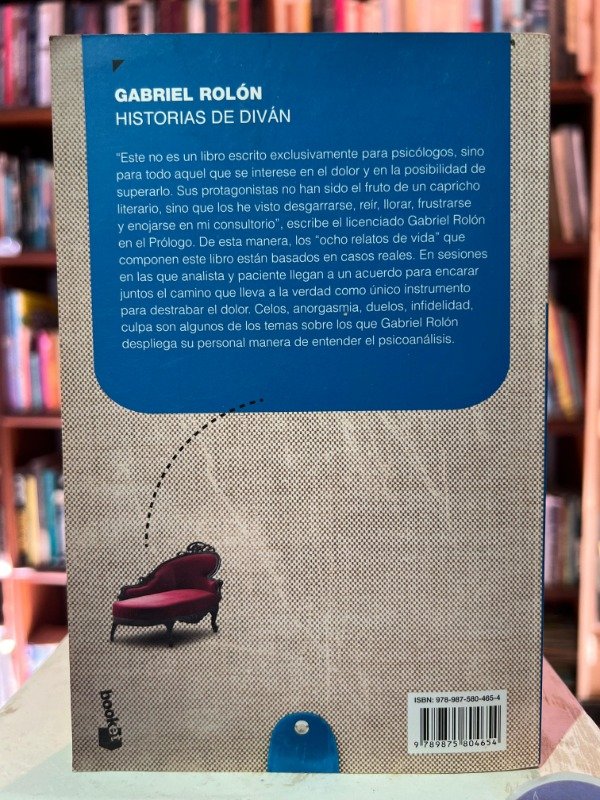 GABRIEL ROLÓN
HISTORIAS DE DIVÁN
“Este no es un libro escrito exclusivamente para psicólogos, sino
para todo aquel que se interese en el dolor y en la posibilidad de
superarlo. Sus protagonistas no han sido el fruto de un capricho
literario, sino que los he visto desgarrarse, reír, llorar, frustrarse
y enojarse en mi consultorio”, escribe el licenciado Gabriel Rolón
en el Prólogo. De esta manera, los “ocho relatos de vida” que
componen este libro están basados en casos reales. En sesiones
en las que analista y paciente llegan a un acuerdo para encarar
juntos el camino que lleva a la verdad como único instrumento
para destrabar el dolor. Celos, anorgasmia, duelos, infidelidad,
culpa son algunos de los temas sobre los que Gabriel Rolón
despliega su personal manera de entender el psicoanálisis.
booket
ISBN: 978-987-580-465-4
9 789875 804654